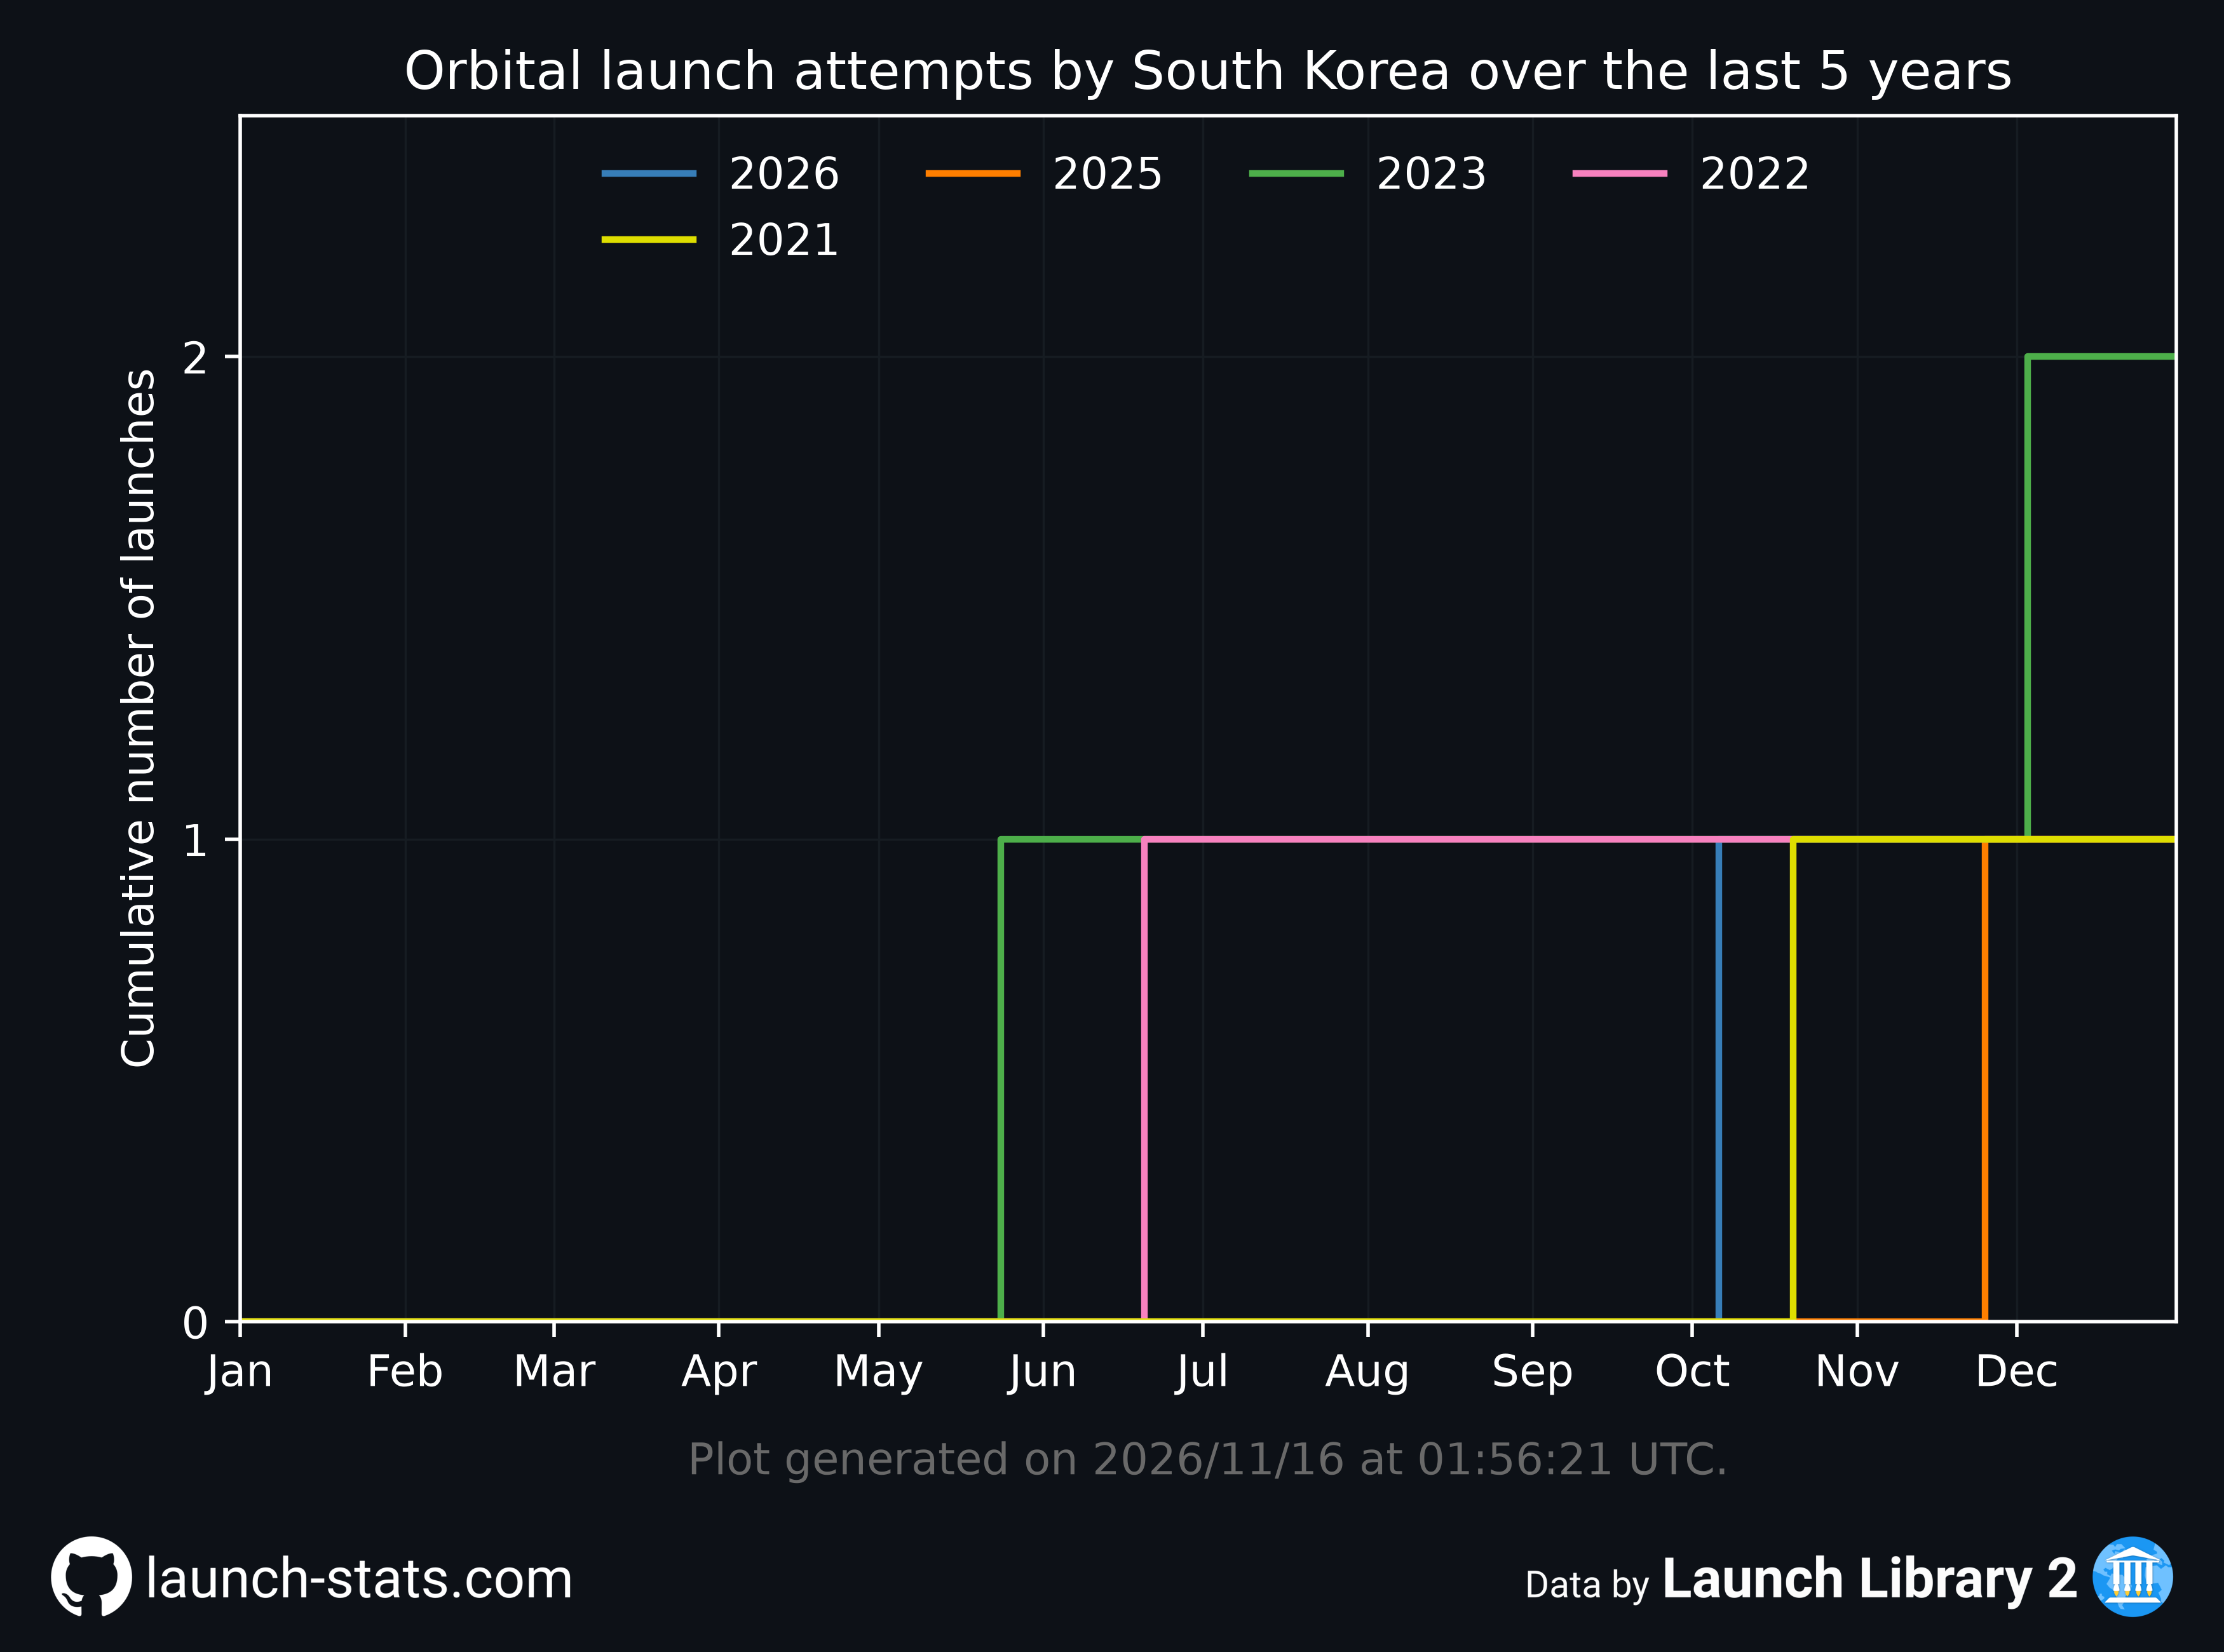 Orbital launch attempts by South Korea over the last 5 years
2026 2025 2023 2022
2021
Cumulative number of launches
2
1
0
Jan Feb Mar Apr May Jun Jul Aug Sep Oct Nov Dec
Plot generated on 2026/11/16 at 01:56:21 UTC.
launch-stats.com
Data by Launch Library 2